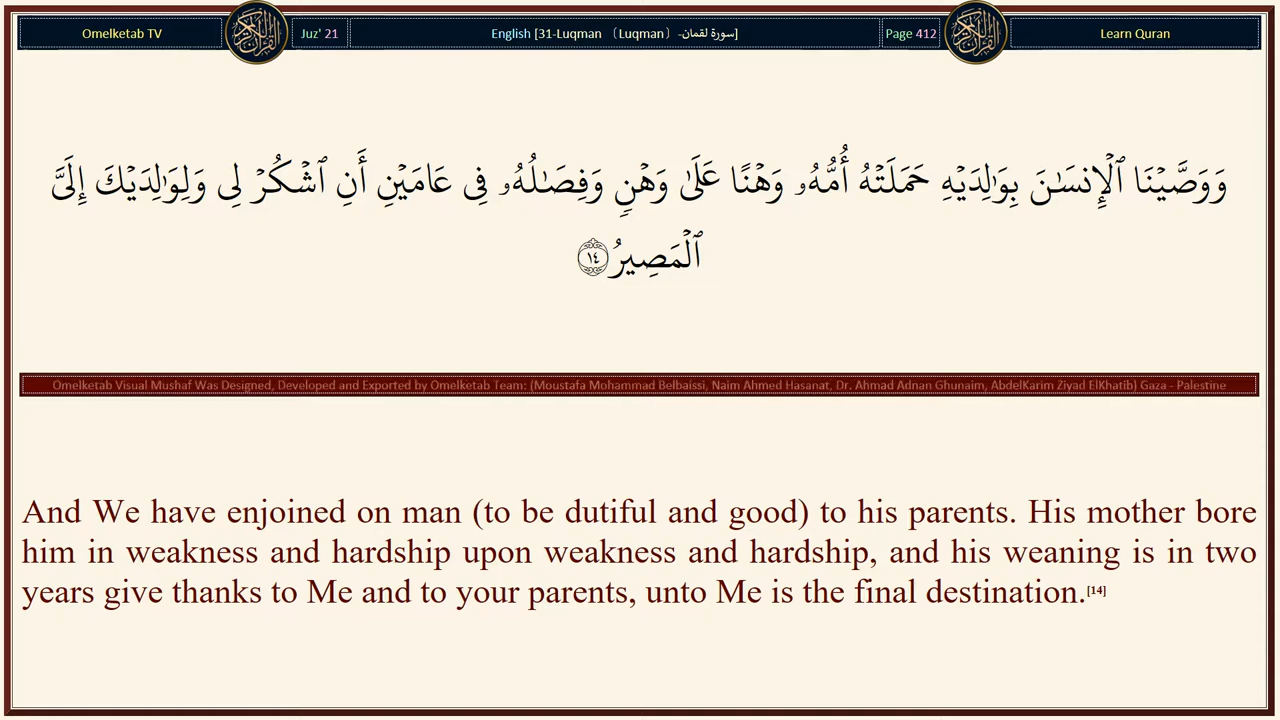 Omelketab TV
Juz' 21
English [31-Luqman （Luqman）-سورة لقمان]
Page 412
Learn Quran
وَوَصَّيْنَا ٱلْإِنسَٰنَ بِوَٰلِدَيْهِ حَمَلَتْهُ أُمُّهُۥ وَهْنًا عَلَىٰ وَهْنٍ وَفِصَٰلُهُۥ فِى عَامَيْنِ أَنِ ٱشْكُرْ لِى وَلِوَٰلِدَيْكَ إِلَىَّ
ٱلْمَصِيرُ ١٤
Omelketab Visual Mushaf Was Designed, Developed and Exported by Omelketab Team: (Moustafa Mohammad Belbaissi, Naim Ahmed Hasanat, Dr. Ahmad Adnan Ghunaim, AbdelKarim Ziyad ElKhatib) Gaza - Palestine
And We have enjoined on man (to be dutiful and good) to his parents. His mother bore
him in weakness and hardship upon weakness and hardship, and his weaning is in two
years give thanks to Me and to your parents, unto Me is the final destination.[14]